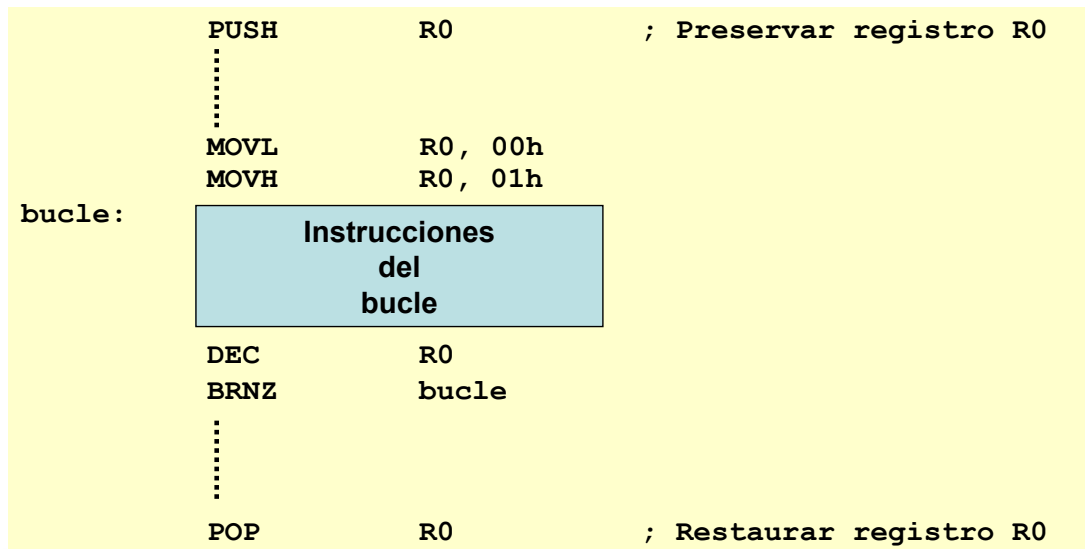 PUSH R0 ; Preservar registro R0
MOVL R0, 00h
MOVH R0, 01h
bucle:
Instrucciones
del
bucle
DEC R0
BRNZ bucle
POP R0 ; Restaurar registro R0